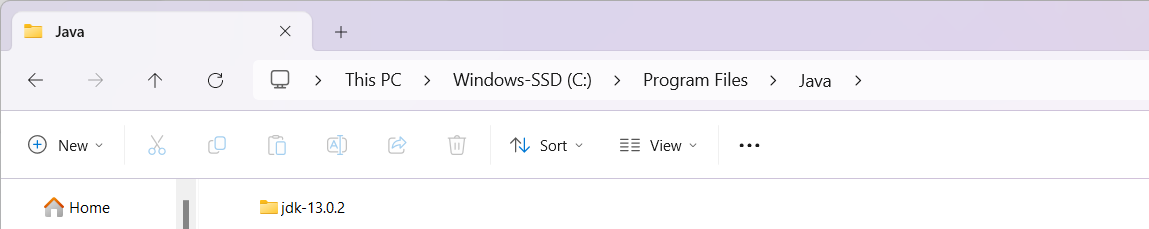 Java
This PC > Windows-SSD (C:) > Program Files > Java >
New Sort View
Home jdk-13.0.2